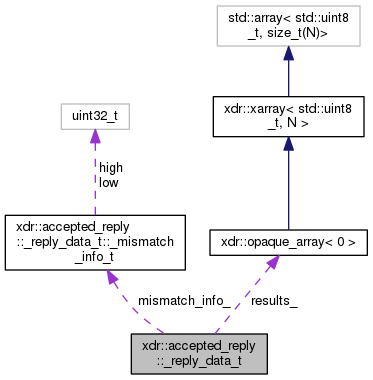 std::array< std::uint8
_t, size_t(N)>
xdr::xarray< std::uint8
_t, N >
uint32_t
high
low
xdr::accepted_reply
::_reply_data_t::_mismatch
_info_t
xdr::opaque_array< 0 >
mismatch_info_
results_
xdr::accepted_reply
::_reply_data_t